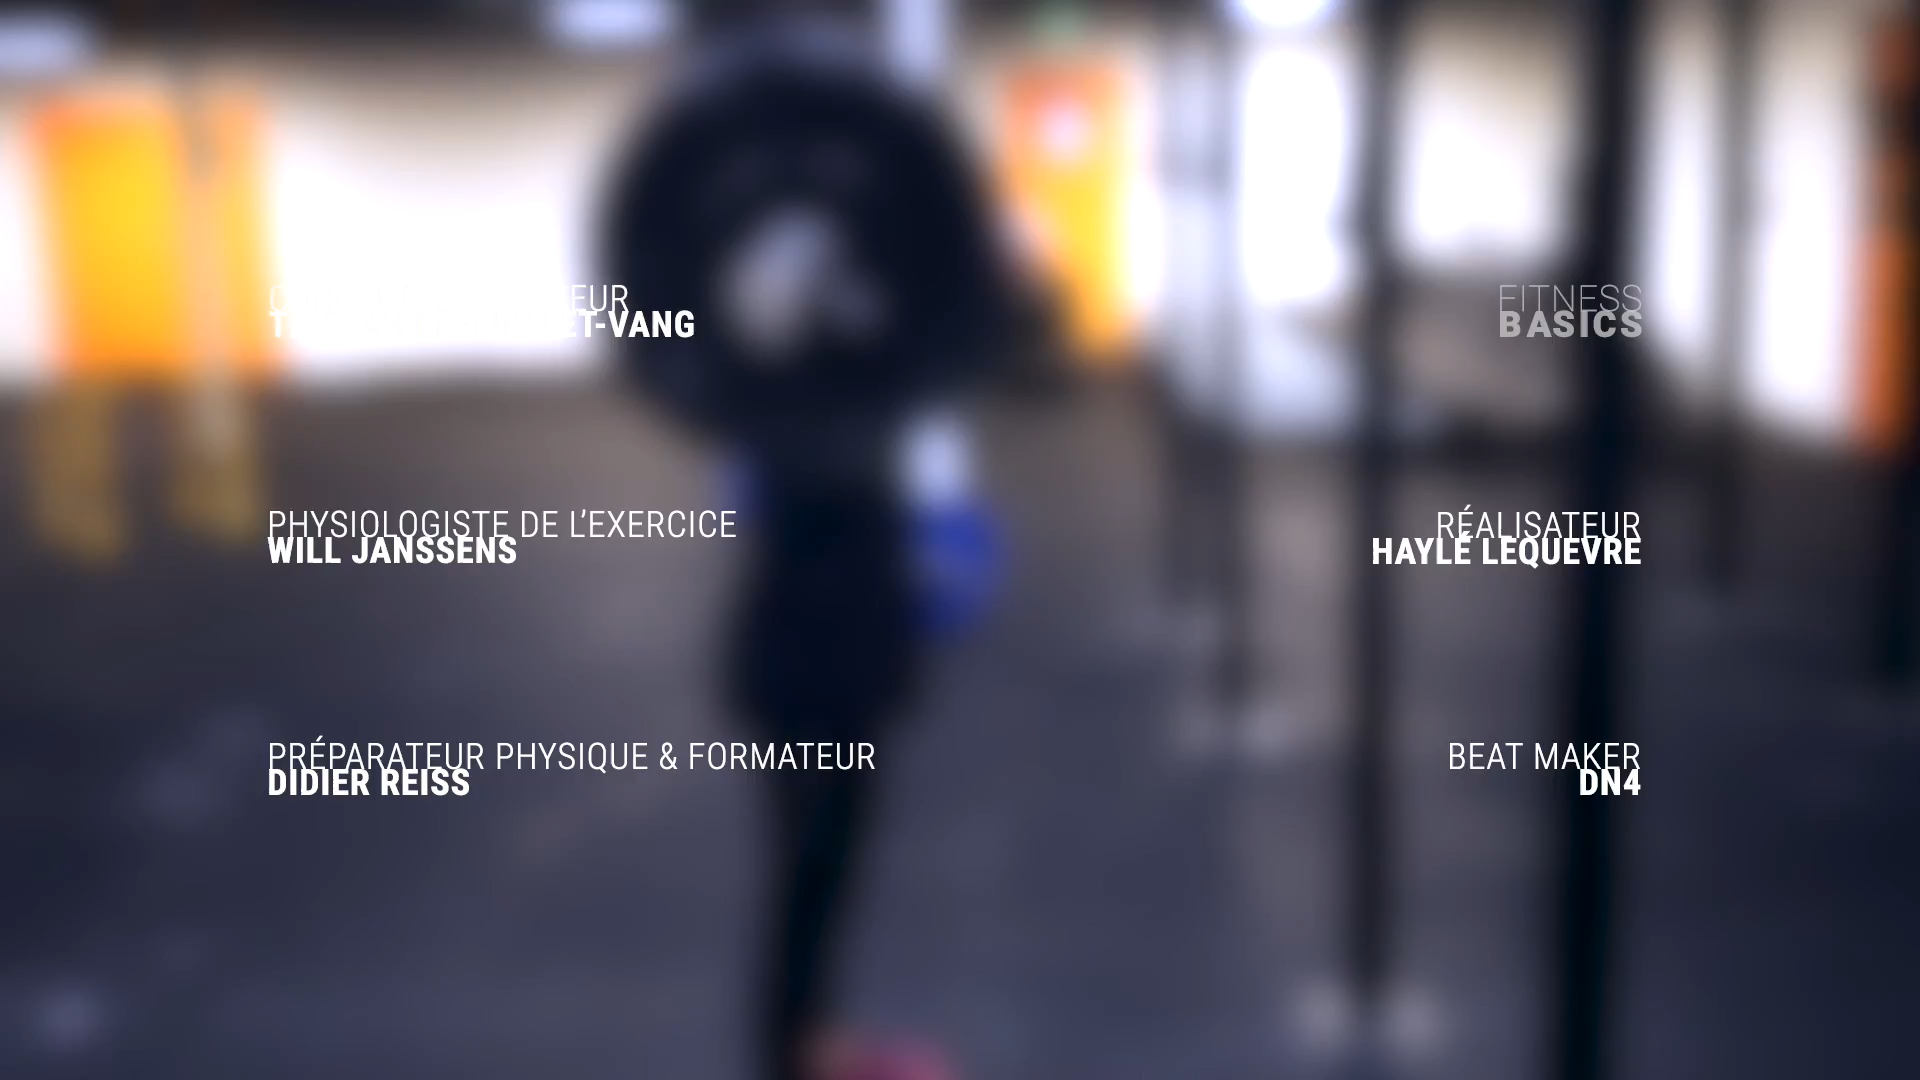 FITNESS
BASICS
PHYSIOLOGISTE DE L’EXERCICE
WILL JANSSENS
RÉALISATEUR
HAYLÉ LEQUEVRE
PRÉPARATEUR PHYSIQUE & FORMATEUR
DIDIER REISS
BEAT MAKER
DN4